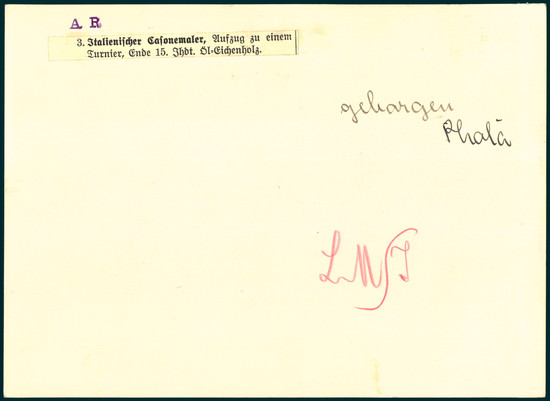 A R
3. Italienischer Casonemaler, Aufzug zu einem
Turnier, Ende 15. Jhdt. Öl-Eichenholz.
geborgen